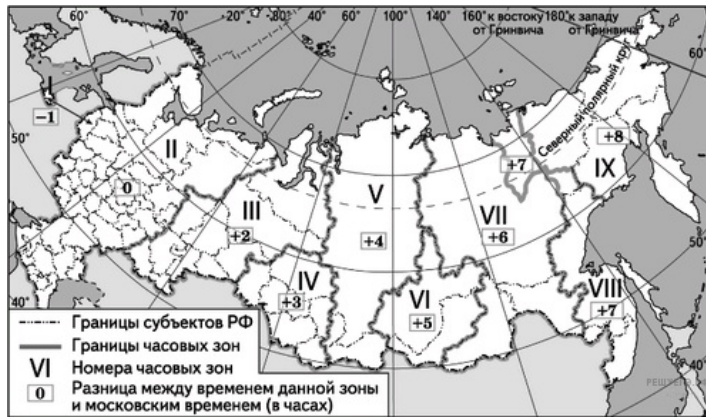 60° 70° -20° -40° 60° 80° 100° 120° 140° 160° к востоку 180° к западу
от Гринвича от Гринвича
60°
Северный полярный круг
I
−1
50°
II
0
40°
III
+2
IV
+3
V
+4
VI
+5
VII
+6
+7
VIII
+7
IX
+8
50°
40°
Границы субъектов РФ
Границы часовых зон
VI Номера часовых зон
0 Разница между временем данной зоны
и московским временем (в часах)